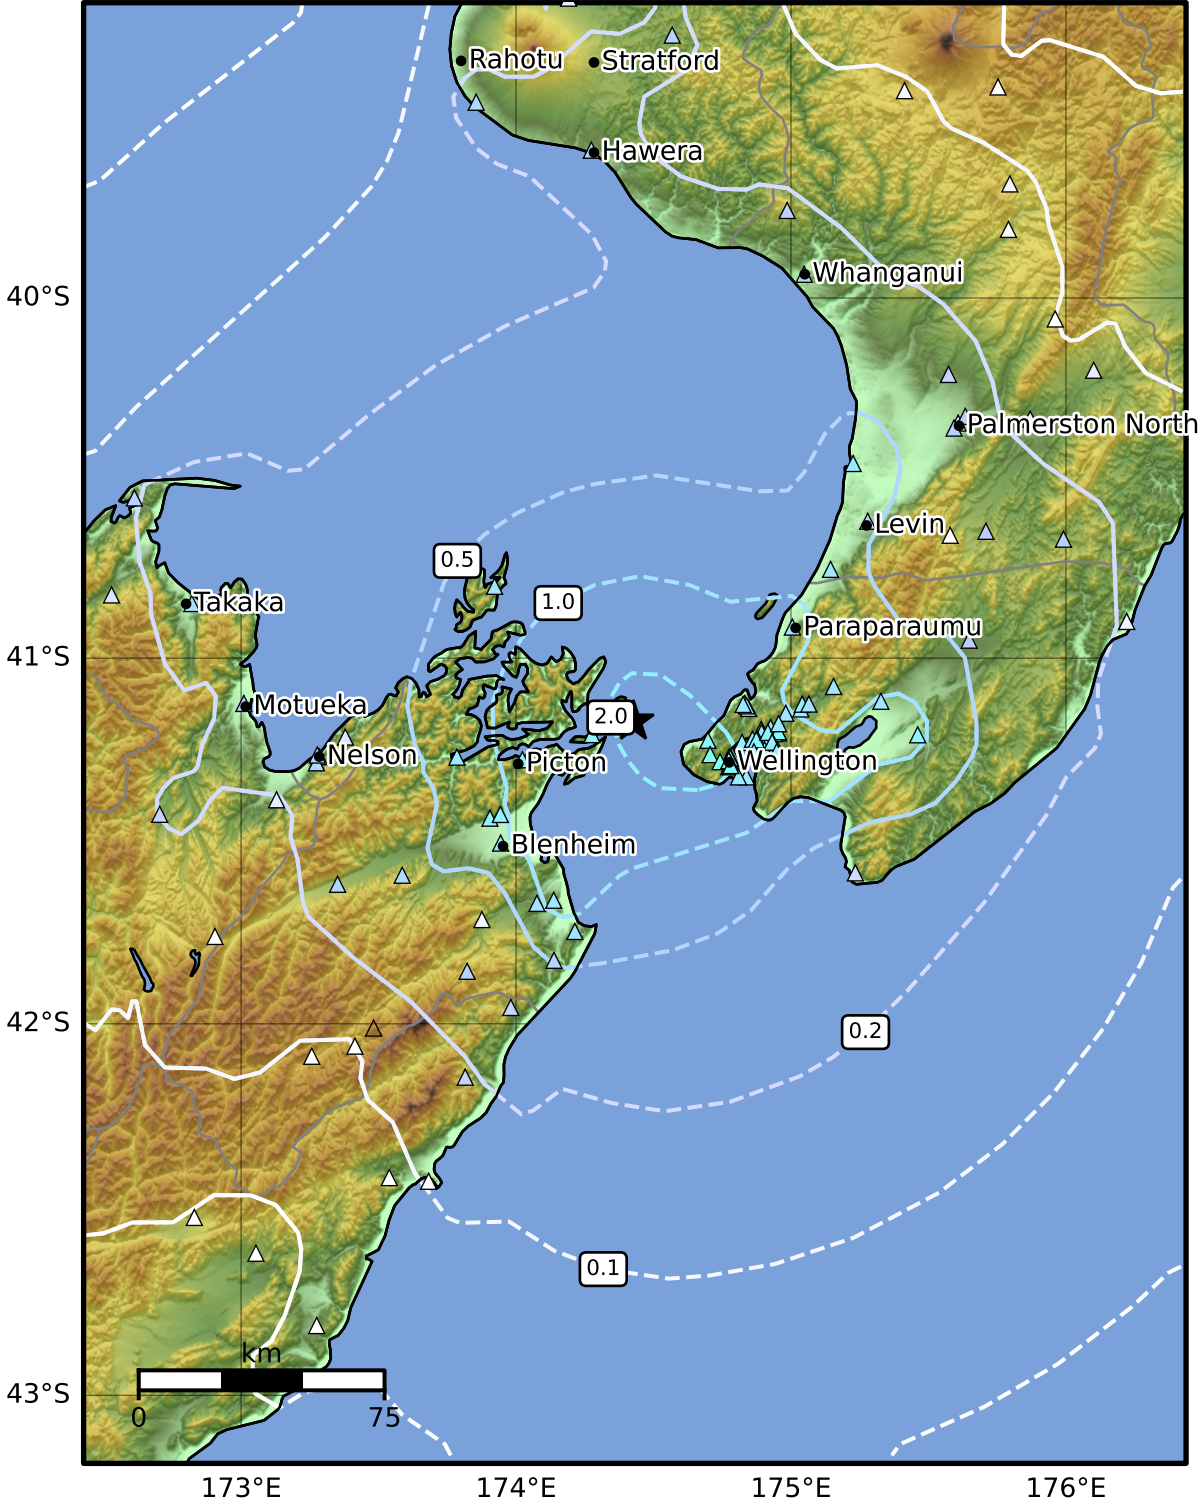 Rahotu
Stratford
Hawera
Whanganui
40°S
Palmerston North
Levin
0.5
1.0
Takaka
Paraparaumu
41°S
Motueka
2.0
Nelson
Picton
Wellington
Blenheim
42°S
0.2
0.1
km
43°S
0
75
173°E
174°E
175°E
176°E